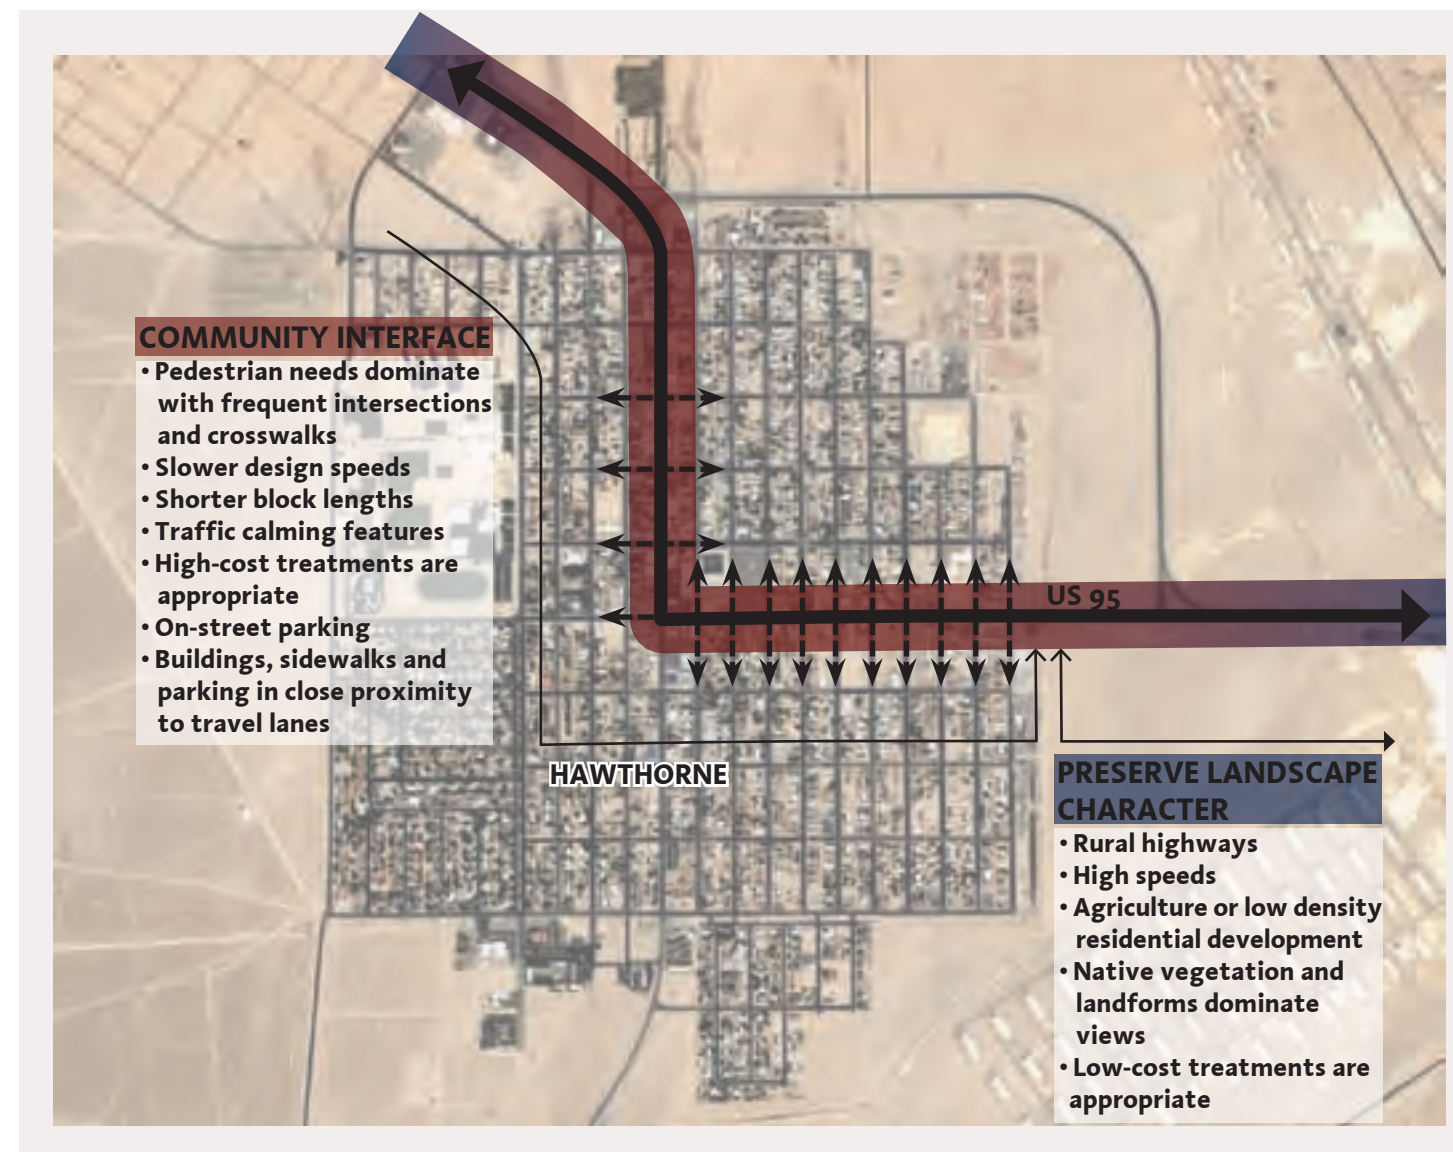 COMMUNITY INTERFACE
• Pedestrian needs dominate
with frequent intersections
and crosswalks
• Slower design speeds
• Shorter block lengths
• Traffic calming features
• High-cost treatments are
appropriate
• On-street parking
• Buildings, sidewalks and
parking in close proximity
to travel lanes
US 95
HAWTHORNE
PRESERVE LANDSCAPE
CHARACTER
• Rural highways
• High speeds
• Agriculture or low density
residential development
• Native vegetation and
landforms dominate
views
• Low-cost treatments are
appropriate